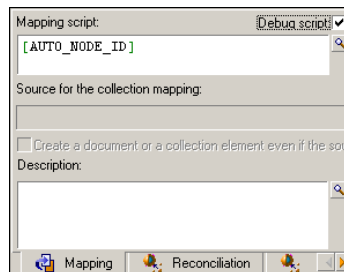 Mapping script: Debug script:
[AUTO_NODE_ID]
Source for the collection mapping:
Create a document or a collection element even if the
Description:
Mapping Reconciliation